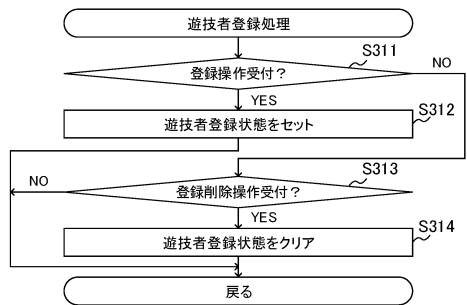 遊技者登録処理
S311
登録操作受付？
NO
YES
S312
遊技者登録状態をセット
S313
NO
登録削除操作受付？
YES
S314
遊技者登録状態をクリア
戻る